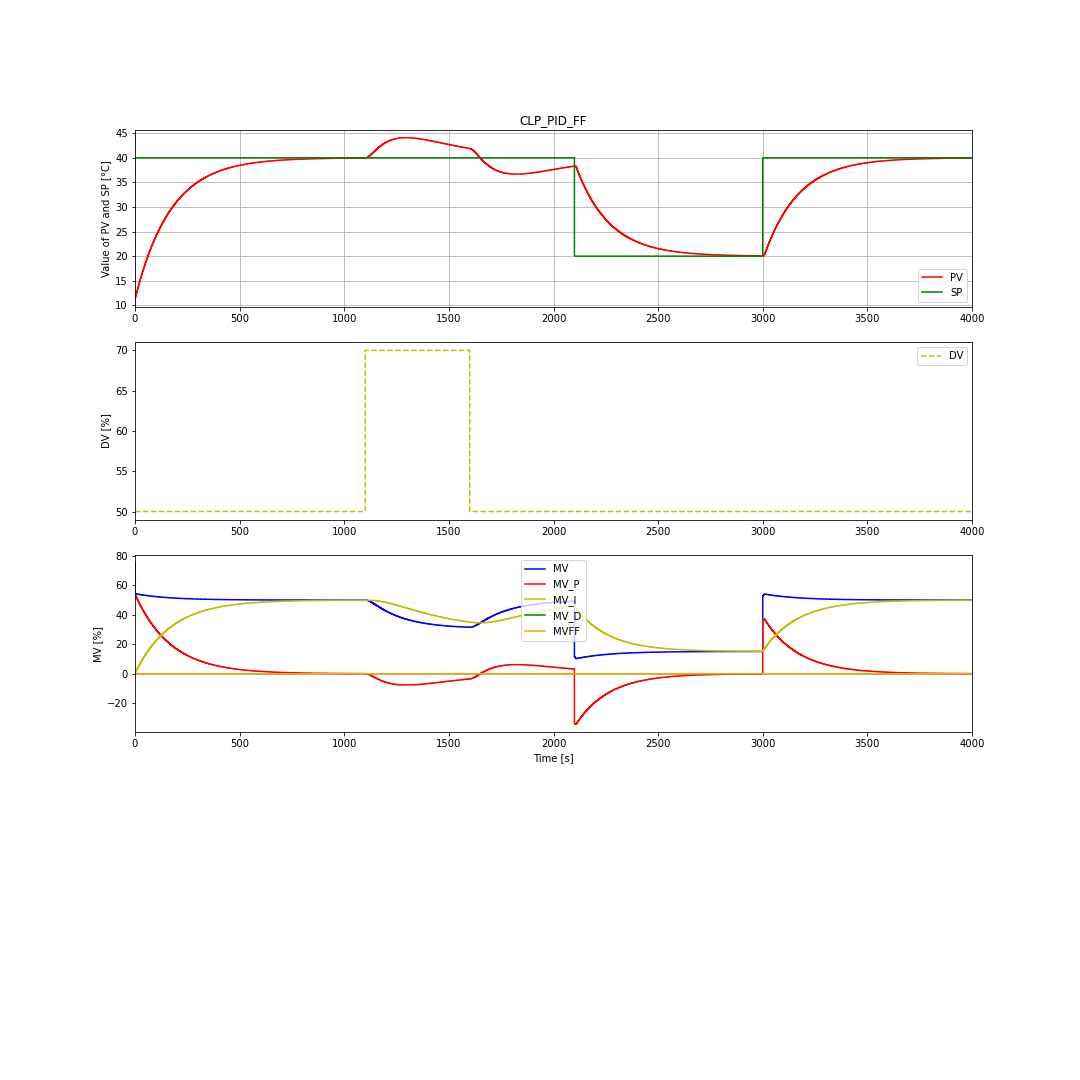 CLP_PID_FF
Value of PV and SP [°C]
45
40
35
30
25
20
15
10
PV
SP
0 500 1000 1500 2000 2500 3000 3500 4000
DV [%]
70
65
60
55
50
DV
0 500 1000 1500 2000 2500 3000 3500 4000
MV [%]
80
60
40
20
0
−20
MV
MV_P
MV_I
MV_D
MVFF
0 500 1000 1500 2000 2500 3000 3500 4000
Time [s]